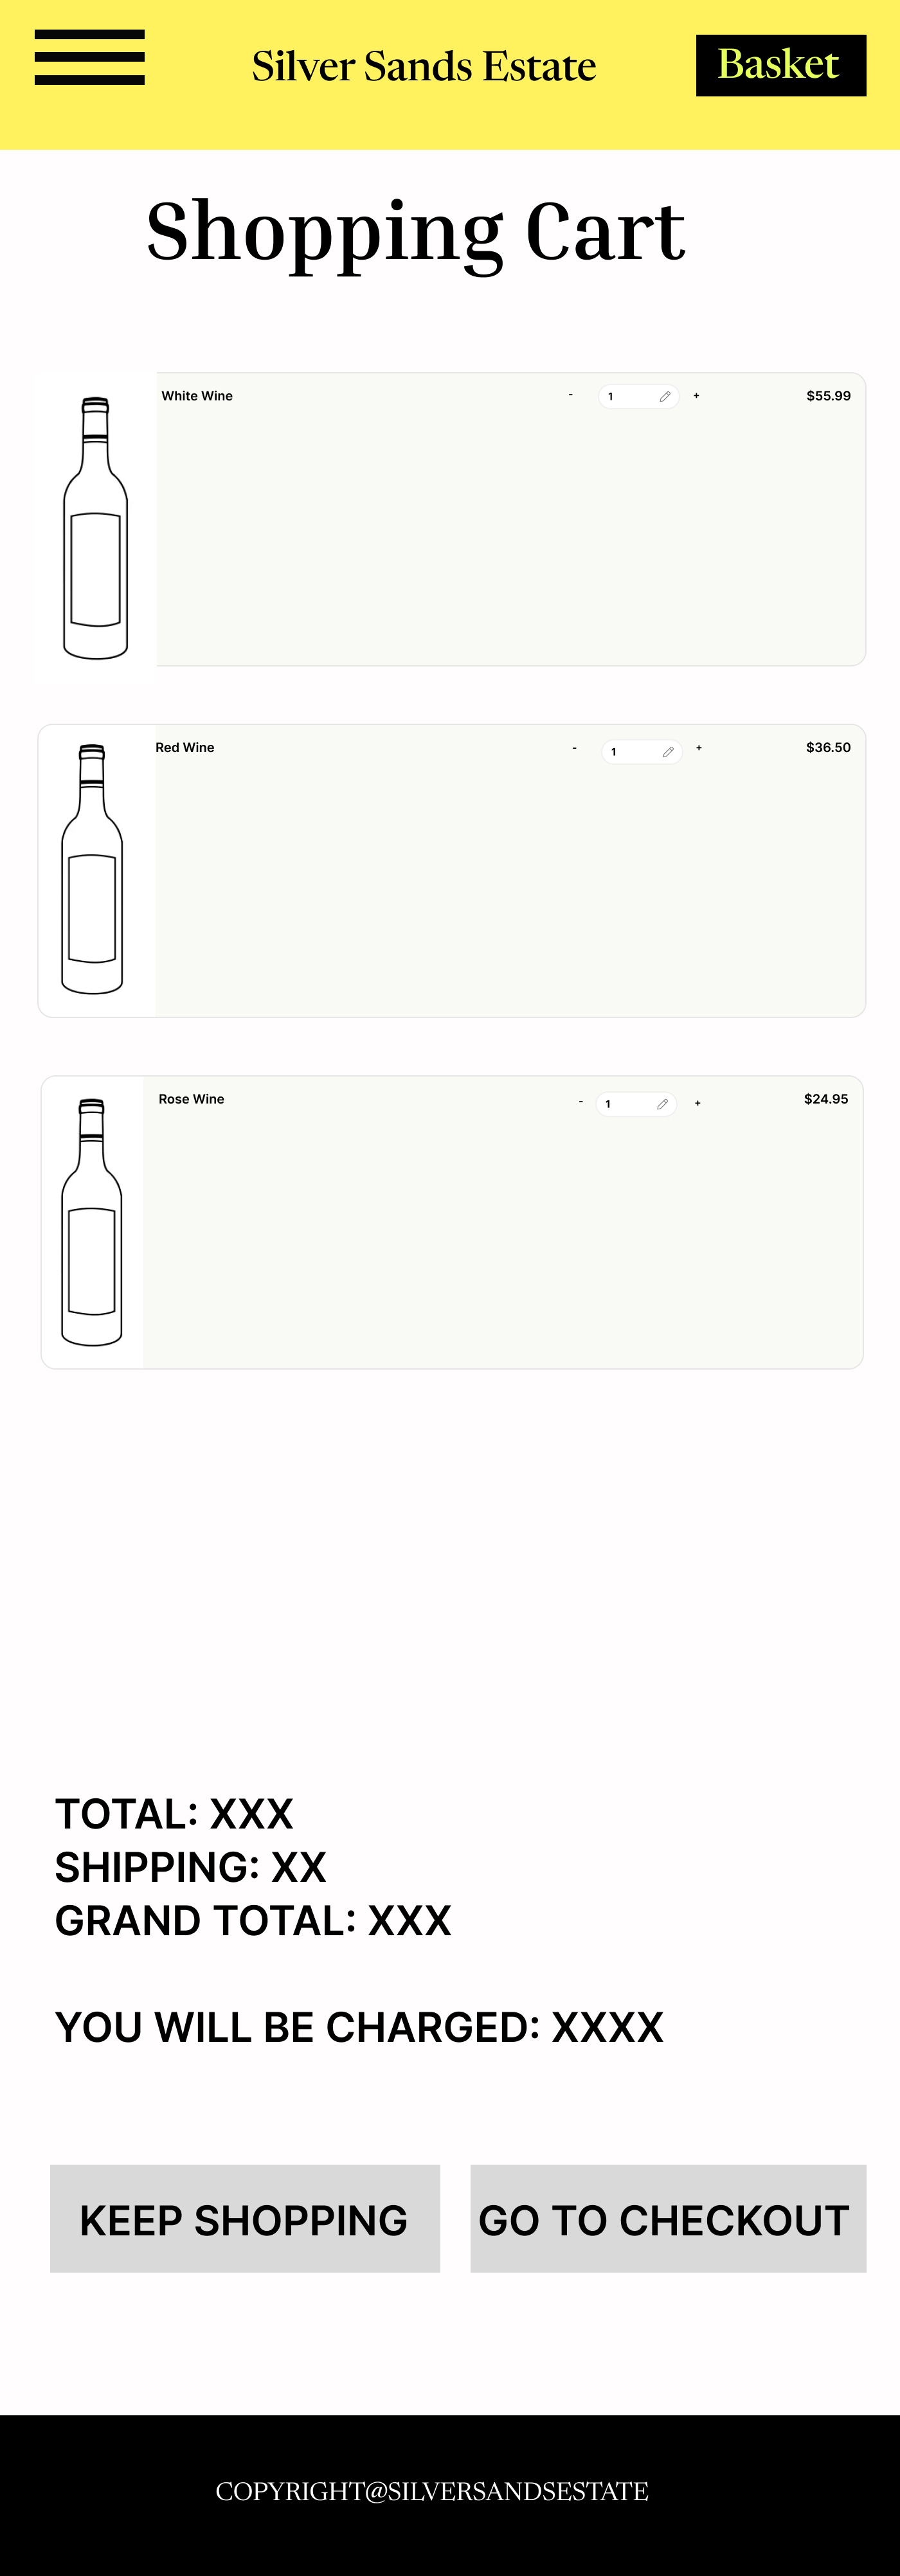 Silver Sands Estate
Basket
Shopping Cart
White Wine - 1 + $55.99
Red Wine - 1 + $36.50
Rose Wine - 1 + $24.95
TOTAL: XXX
SHIPPING: XX
GRAND TOTAL: XXX
YOU WILL BE CHARGED: XXXX
KEEP SHOPPING
GO TO CHECKOUT
COPYRIGHT@SILVERSANDSESTATE